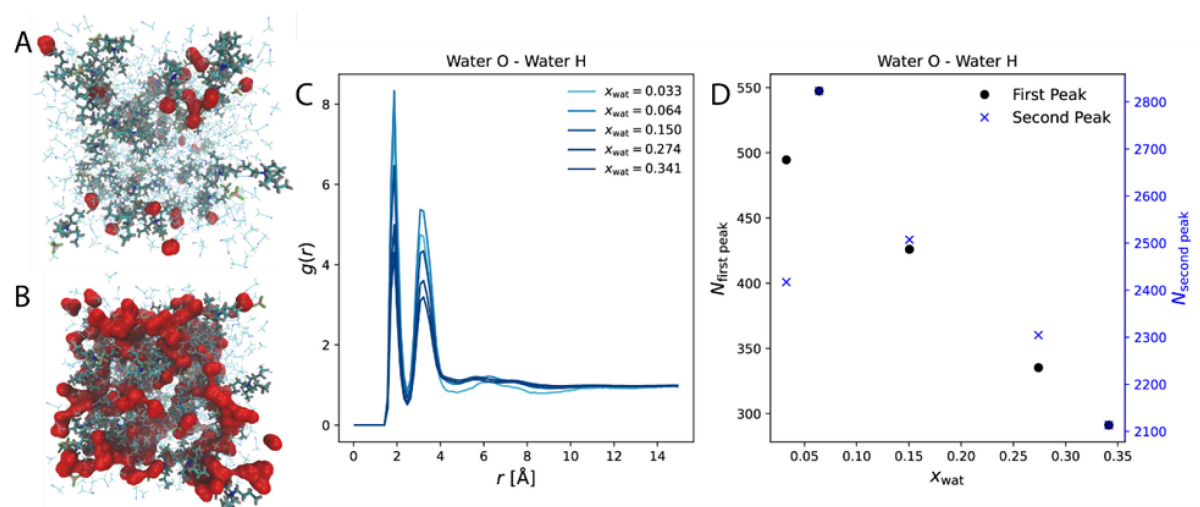 A
B
C
Water O - Water H
x_wat = 0.033
x_wat = 0.064
x_wat = 0.150
x_wat = 0.274
x_wat = 0.341
8
6
4
2
0
g(r)
0 2 4 6 8 10 12 14
r [Å]
D
Water O - Water H
First Peak
Second Peak
550
500
450
400
350
300
N_first peak
2800
2700
2600
2500
2400
2300
2200
2100
N_second peak
0.05 0.10 0.15 0.20 0.25 0.30 0.35
x_wat